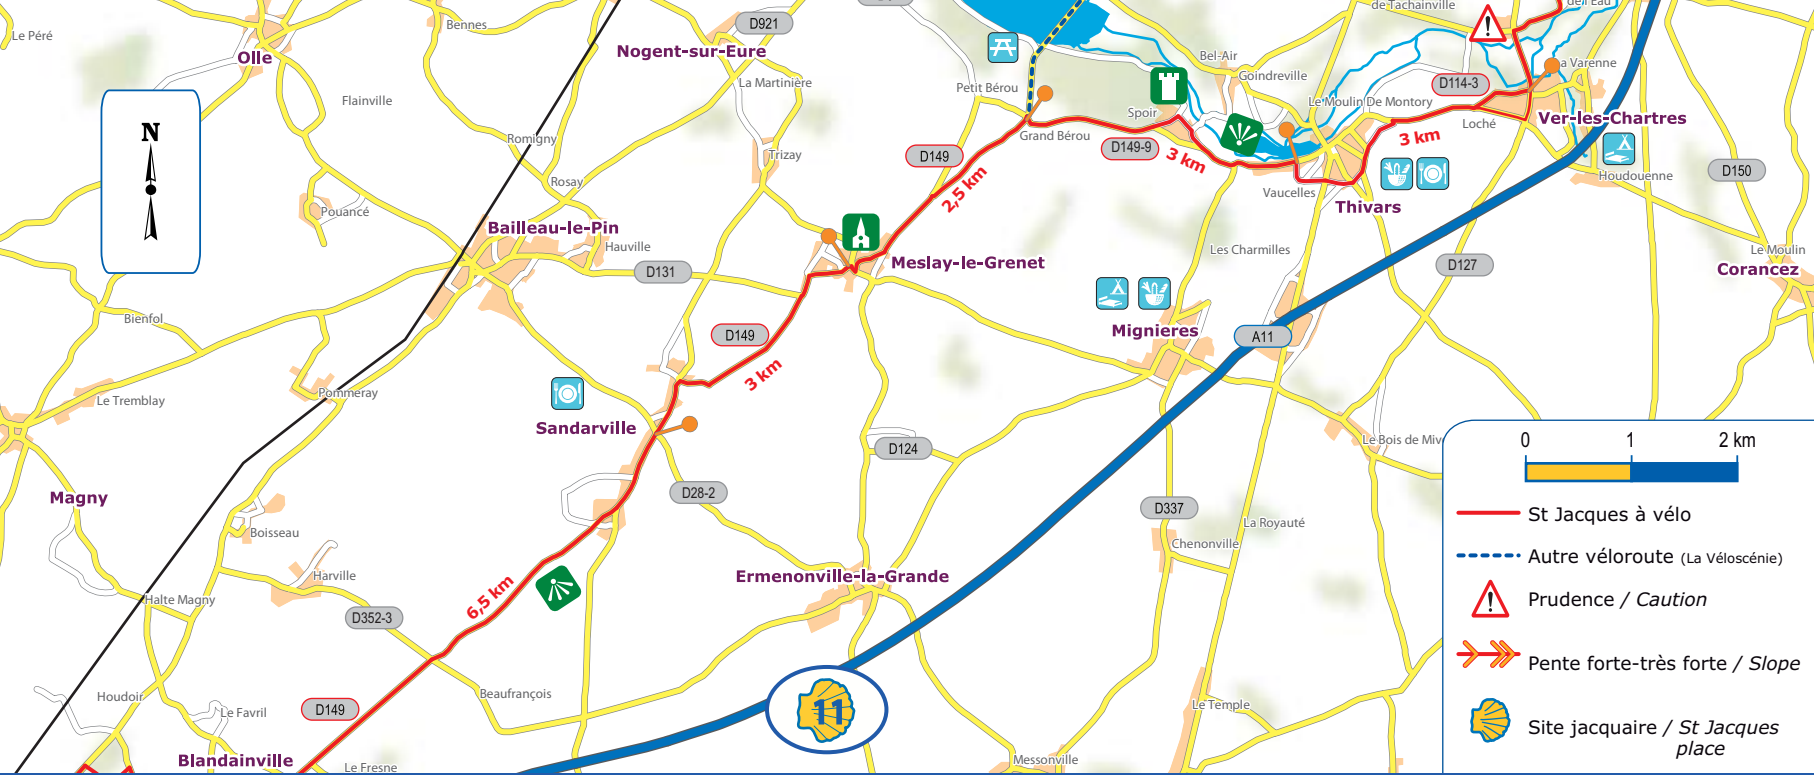 Le Péré
Bennes
D921
de Tachainville
de l'Eau
Olle
Nogent-sur-Eure
Bel-Air
La Martinière
Petit Bérou
Goindreville
a Varenne
D114-3
Flainville
Spoir
Le Moulin De Montory
N
Romigny
Grand Bérou
Loché
Ver-les-Chartres
3 km
Trizay
D149
D149-9
3 km
D150
Rosay
2,5 km
Houdouenne
Vaucelles
Thivars
Pouancé
Bailleau-le-Pin
Hauville
Les Charmilles
Le Moulin
D131
Meslay-le-Grenet
D127
Corancez
Bienfol
D149
Mignieres
A11
3 km
Pommeray
Le Tremblay
Sandarville
D124
Le Bois de Miv
0 1 2 km
Magny
D28-2
D337
St Jacques à vélo
Boisseau
La Royauté
Chenonville
Autre véloroute (La Véloscénie)
Harville
Ermenonville-la-Grande
6,5 km
Halte Magny
Prudence / Caution
D352-3
Pente forte-très forte / Slope
Houdoir
Beaufrançois
Le Favril
D149
11
Le Temple
Site jacquaire / St Jacques
place
Blandainville
Le Fresne
Messonville